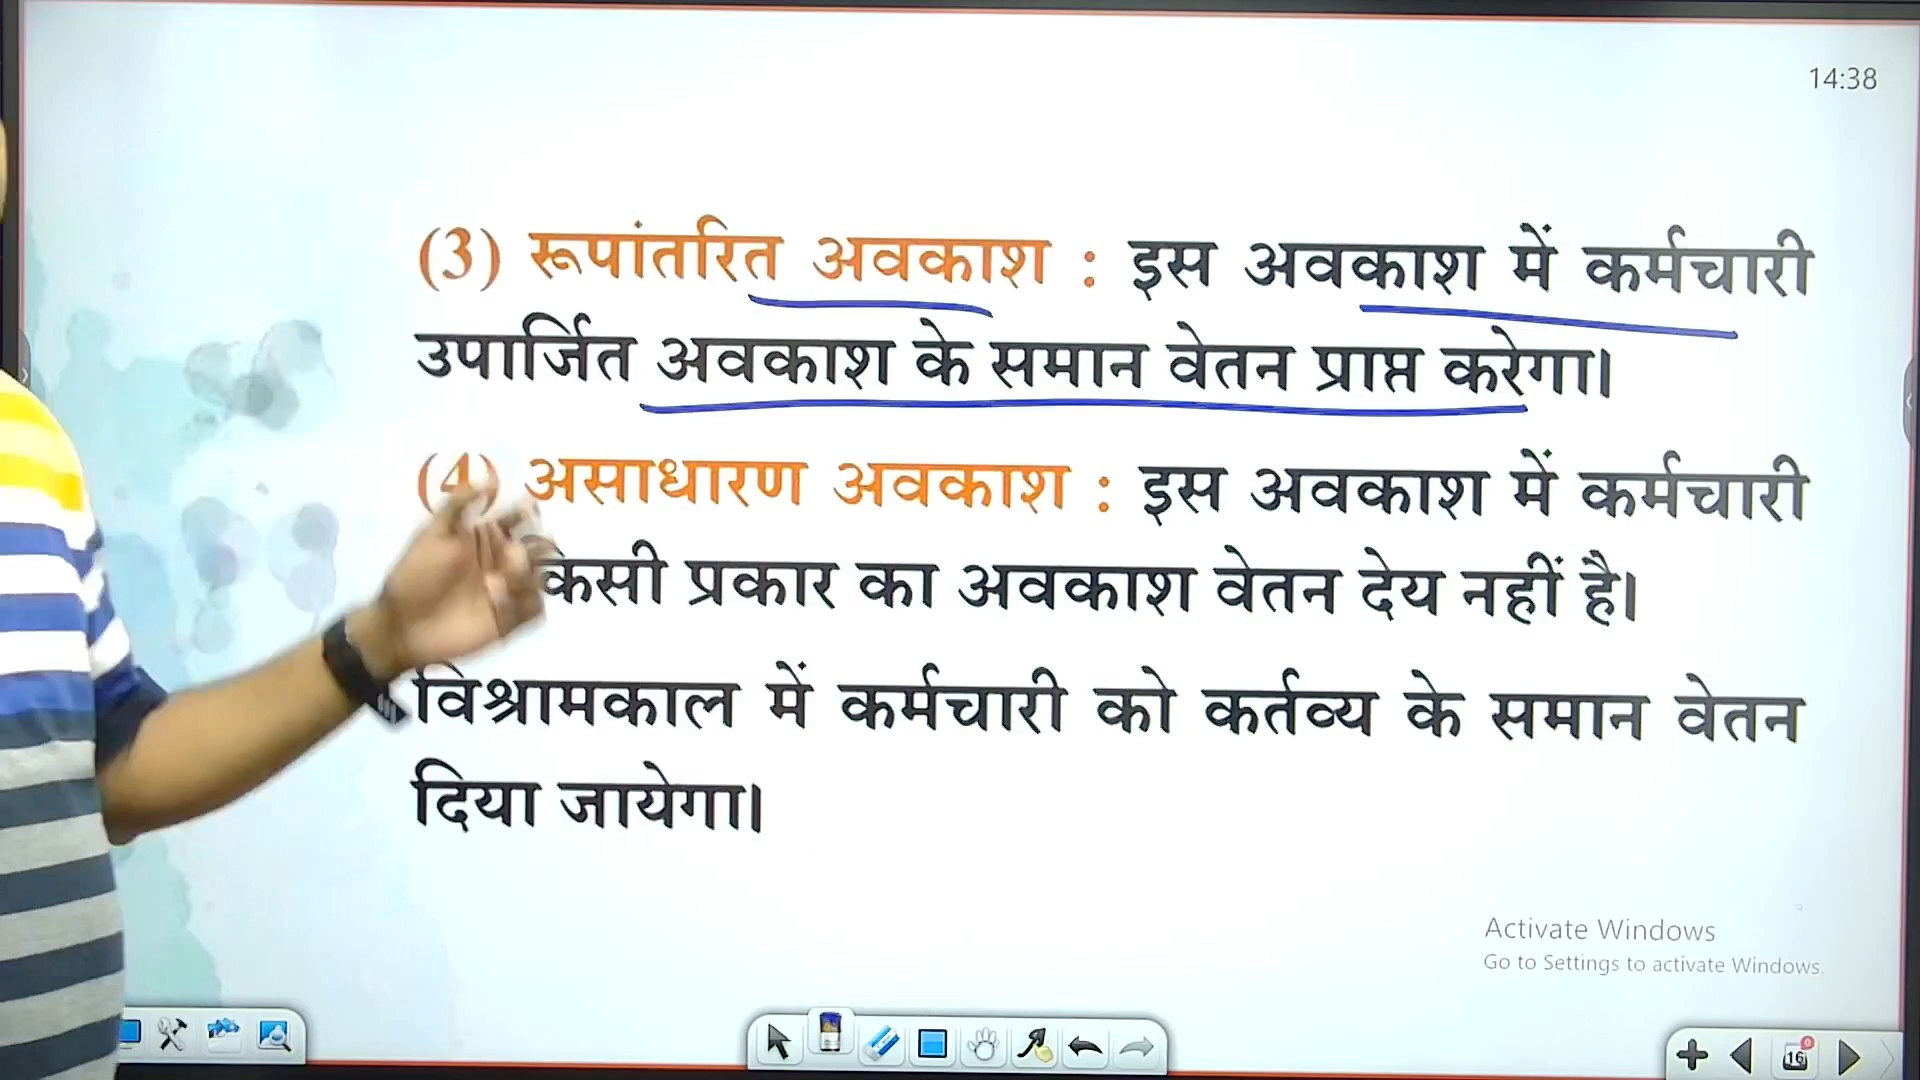 14:38
(3) रूपांतरित अवकाश : इस अवकाश में कर्मचारी
उपार्जित अवकाश के समान वेतन प्राप्त करेगा।
(4) असाधारण अवकाश : इस अवकाश में कर्मचारी
प्रकार का अवकाश वेतन देय नहीं है।
विश्रामकाल में कर्मचारी को कर्तव्य के समान वेतन
दिया जायेगा।
Activate Windows
Go to Settings to activate Windows.
16